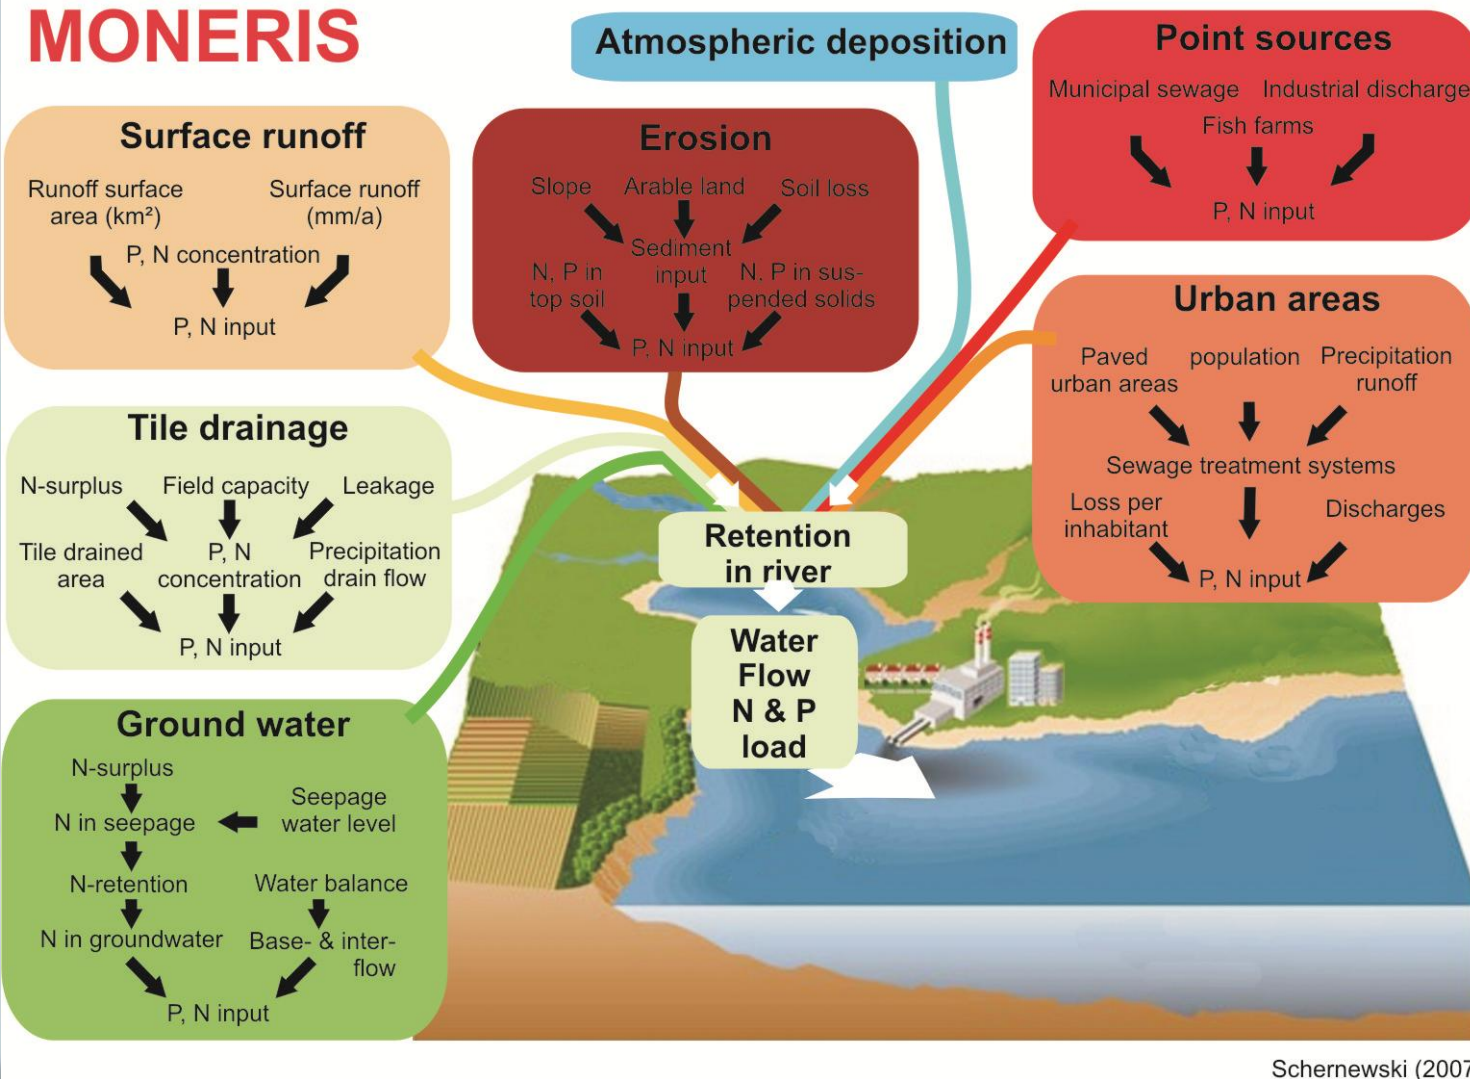 MONERIS
Atmospheric deposition
Point sources
Municipal sewage
Industrial discharge
Fish farms
P, N input
Surface runoff
Runoff surface
area (km²)
Surface runoff
(mm/a)
P, N concentration
P, N input
Erosion
Slope
Arable land
Soil loss
Sediment
input
N, P in
top soil
N, P in sus-
pended solids
P, N input
Urban areas
Paved
urban areas
population
Precipitation
runoff
Sewage treatment systems
Loss per
inhabitant
Discharges
P, N input
Tile drainage
N-surplus
Field capacity
Leakage
Tile drained
area
P, N
concentration
Precipitation
drain flow
P, N input
Retention
in river
Water
Flow
N & P
load
Ground water
N-surplus
N in seepage
Seepage
water level
N-retention
Water balance
N in groundwater
Base- & inter-
flow
P, N input
Schernewski (2007